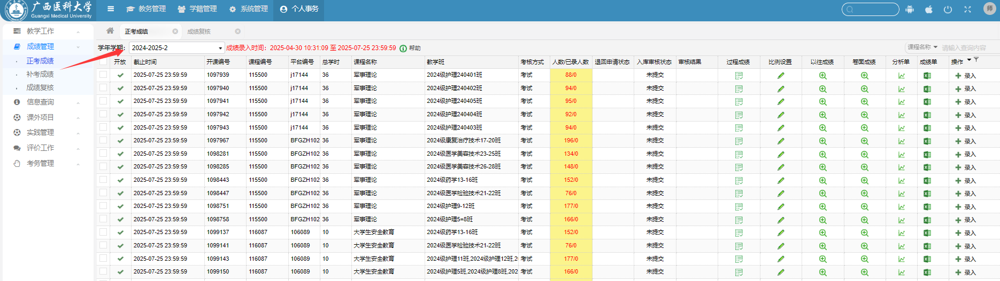 广西医科大学
Guangxi Medical University
教务管理 学籍管理 系统管理 个人事务
师
教学工作
成绩管理
正考成绩
补考成绩
成绩复核
信息查询
课外项目
实践管理
评价工作
考务管理
正考成绩 成绩复核
学年学期: 2024-2025-2 成绩录入时间：2025-04-30 10:31:09 至 2025-07-25 23:59:59 帮助 课程名称 请输入查询内容
开放 截止时间 开课编号 课程编号 平台编号 总学时 课程名称 教学班 考核方式 人数/已录人数 退回申请状态 入库审核状态 审核结果 过程成绩 比例设置 以往成绩 卷面成绩 分析单 成绩单 操作
2025-07-25 23:59:59 1097939 115500 j17144 36 军事理论 2024级护理240401班 考试 88/0 未提交 录入
2025-07-25 23:59:59 1097940 115500 j17144 36 军事理论 2024级护理240402班 考试 94/0 未提交 录入
2025-07-25 23:59:59 1097941 115500 j17144 36 军事理论 2024级护理240405班 考试 95/0 未提交 录入
2025-07-25 23:59:59 1097942 115500 j17144 36 军事理论 2024级护理240404班 考试 92/0 未提交 录入
2025-07-25 23:59:59 1097943 115500 j17144 36 军事理论 2024级护理240403班 考试 94/0 未提交 录入
2025-07-25 23:59:59 1097967 115500 BFGZH102 36 军事理论 2024级康复治疗技术17-20班 考试 196/0 未提交 录入
2025-07-25 23:59:59 1098281 115500 BFGZH102 36 军事理论 2024级医学美容技术23-25班 考试 134/0 未提交 录入
2025-07-25 23:59:59 1098285 115500 BFGZH102 36 军事理论 2024级医学美容技术26-28班 考试 148/0 未提交 录入
2025-07-25 23:59:59 1098443 115500 BFGZH102 36 军事理论 2024级药学13-16班 考试 152/0 未提交 录入
2025-07-25 23:59:59 1098447 115500 BFGZH102 36 军事理论 2024级医学检验技术21-22班 考试 76/0 未提交 录入
2025-07-25 23:59:59 1098751 115500 BFGZH102 36 军事理论 2024级护理9-12班 考试 177/0 未提交 录入
2025-07-25 23:59:59 1098758 115500 BFGZH102 36 军事理论 2024级护理5=8班 考试 166/0 未提交 录入
2025-07-25 23:59:59 1099137 116087 106089 10 大学生安全教育 2024级药学13-16班 考试 152/0 未提交 录入
2025-07-25 23:59:59 1099141 116087 106089 10 大学生安全教育 2024级医学检验技术21-22班 考试 76/0 未提交 录入
2025-07-25 23:59:59 1099143 116087 106089 10 大学生安全教育 2024级护理11班,2024级护理12班,2 考试 177/0 未提交 录入
2025-07-25 23:59:59 1099150 116087 106089 10 大学生安全教育 2024级护理5班,2024级护理8班,202 考试 166/0 未提交 录入